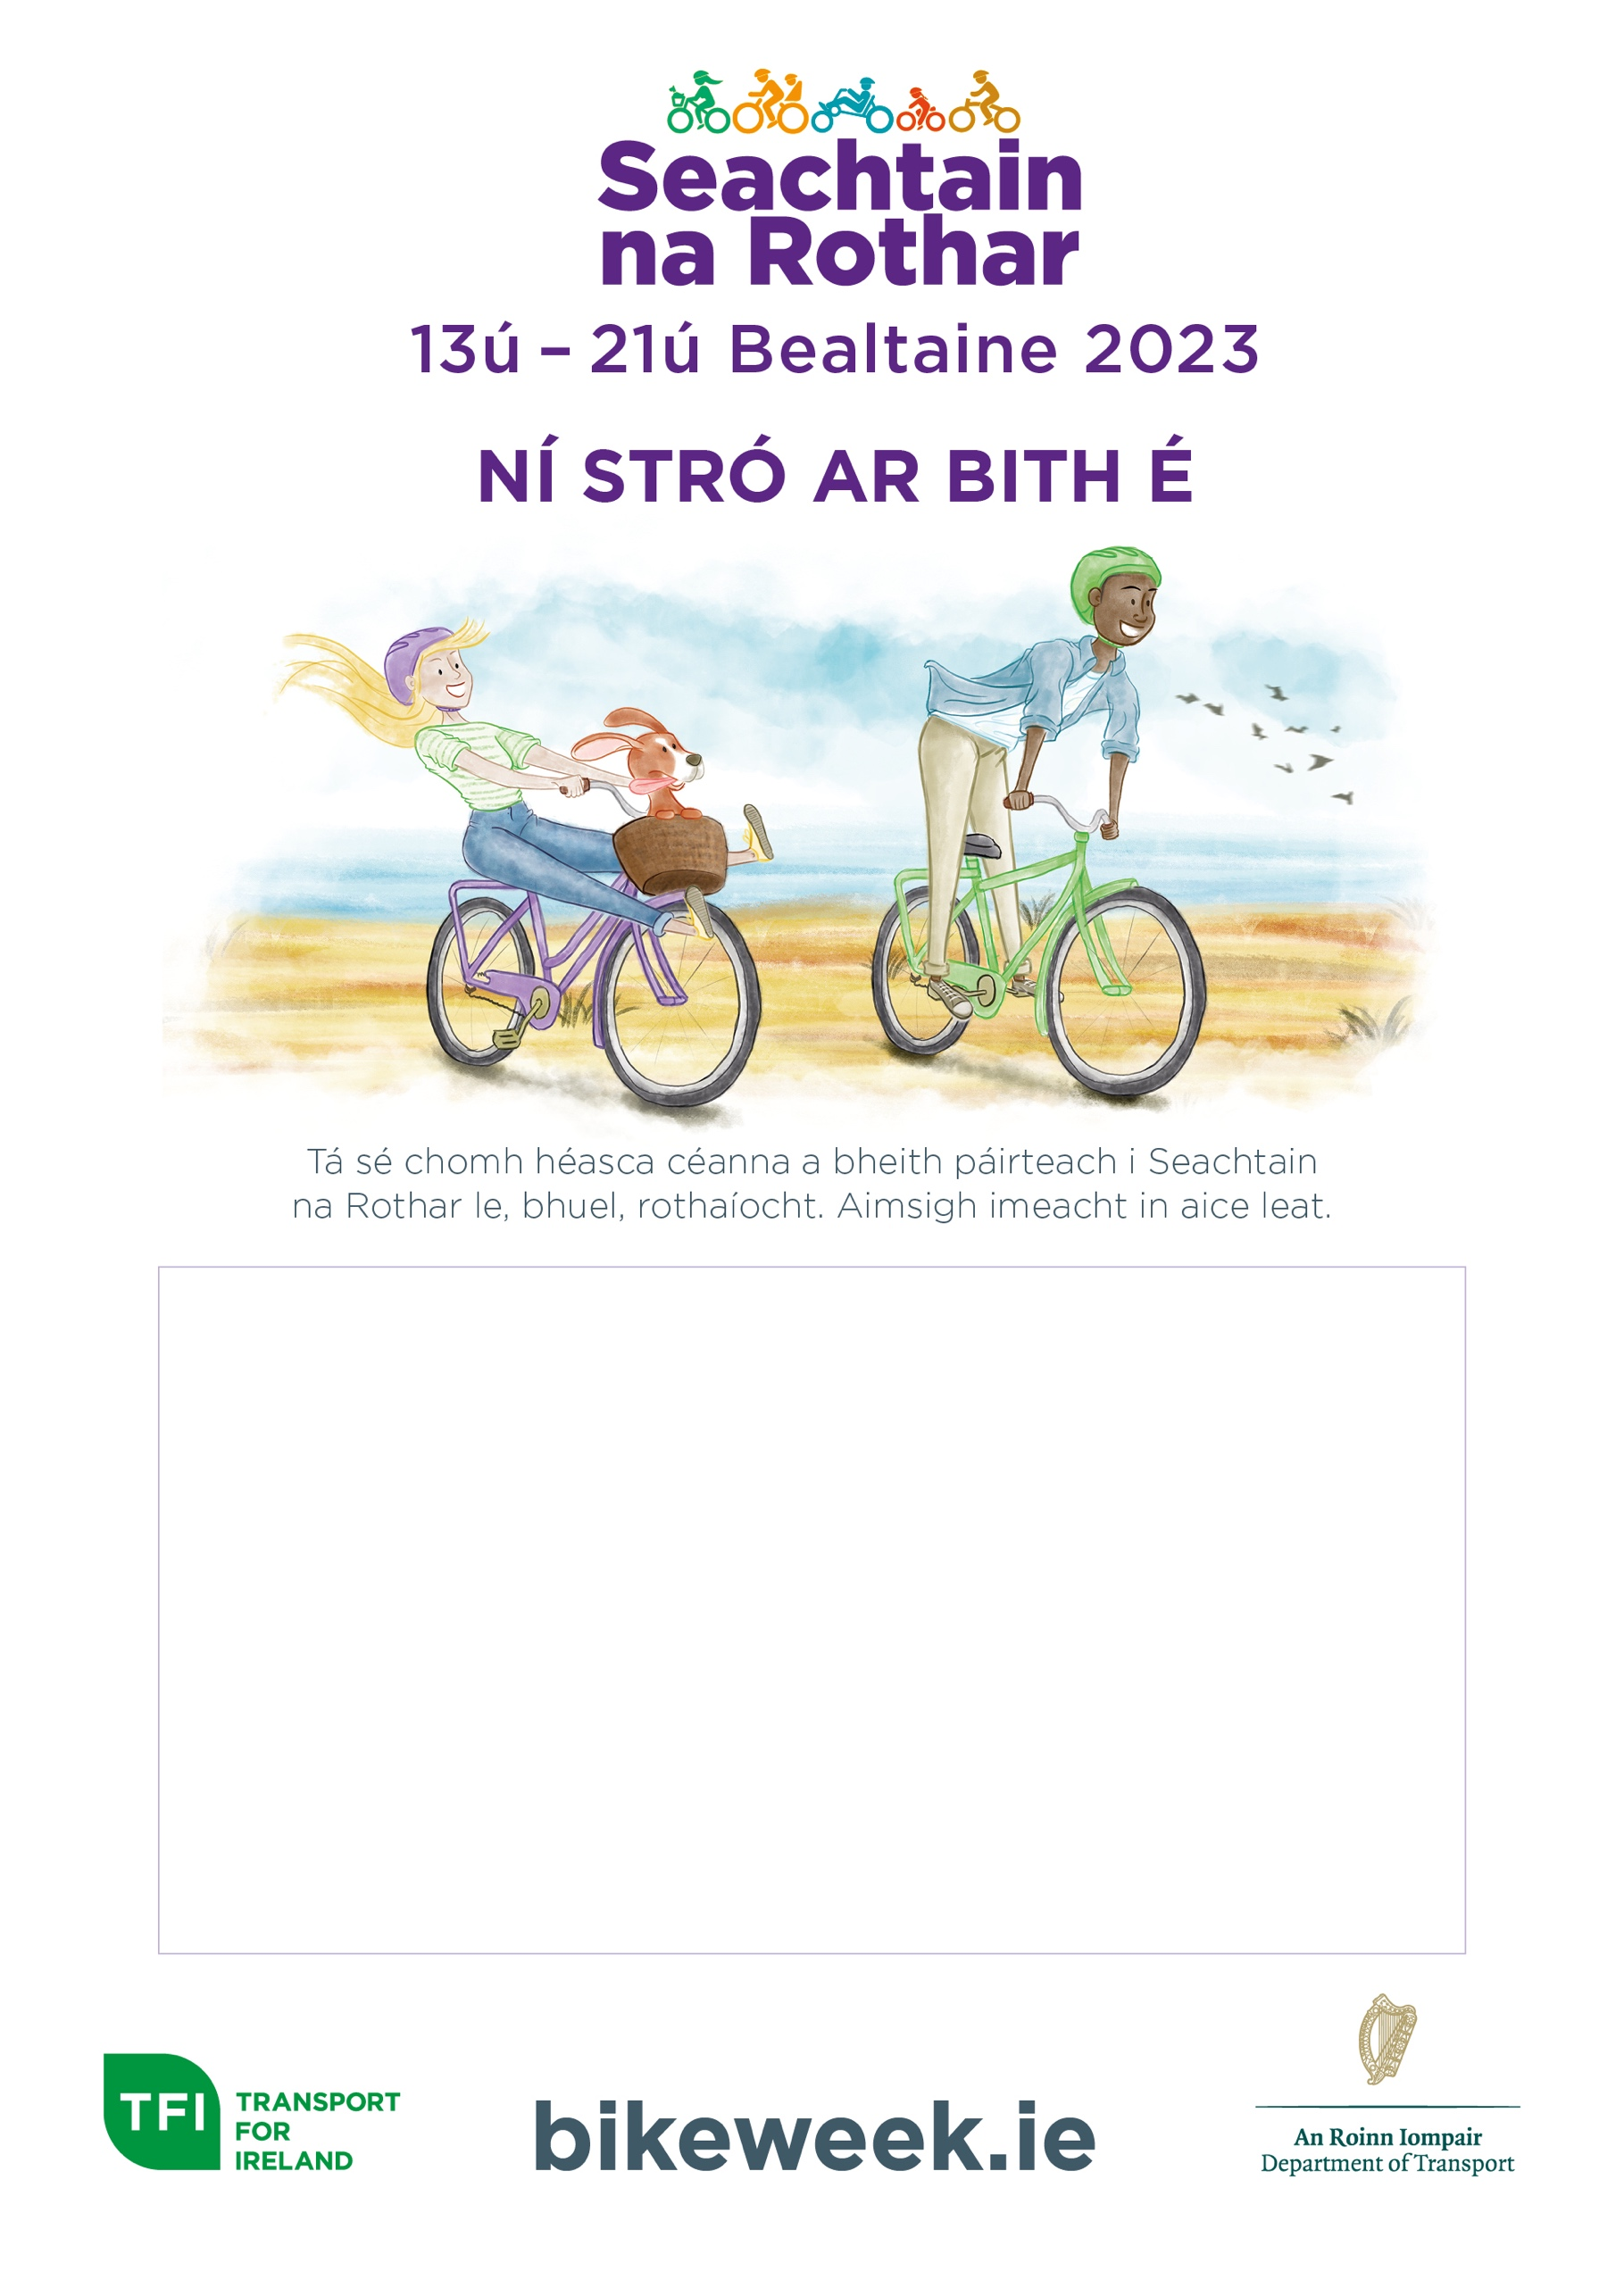 Seachtain
na Rothar
13ú – 21ú Bealtaine 2023
NÍ STRÓ AR BITH É
Tá sé chomh héasca céanna a bheith páirteach i Seachtain
na Rothar le, bhuel, rothaíocht. Aimsigh imeacht in aice leat.
TFI
TRANSPORT
FOR
IRELAND
bikeweek.ie
An Roinn Iompair
Department of Transport